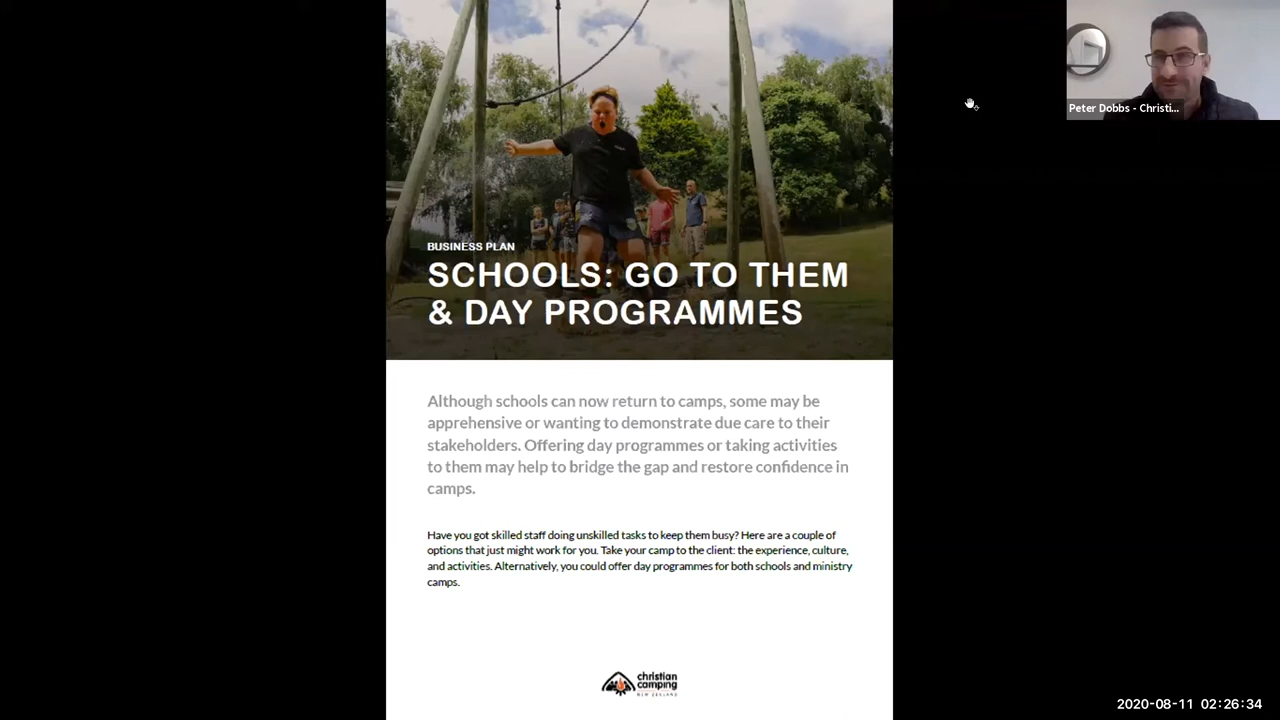 Peter Dobbs - Christi...
BUSINESS PLAN
SCHOOLS: GO TO THEM
& DAY PROGRAMMES
Although schools can now return to camps, some may be
apprehensive or wanting to demonstrate due care to their
stakeholders. Offering day programmes or taking activities
to them may help to bridge the gap and restore confidence in
camps.
Have you got skilled staff doing unskilled tasks to keep them busy? Here are a couple of
options that just might work for you. Take your camp to the client: the experience, culture,
and activities. Alternatively, you could offer day programmes for both schools and ministry
camps.
christian
camping
NEW ZEALAND
2020-08-11 02:26:34